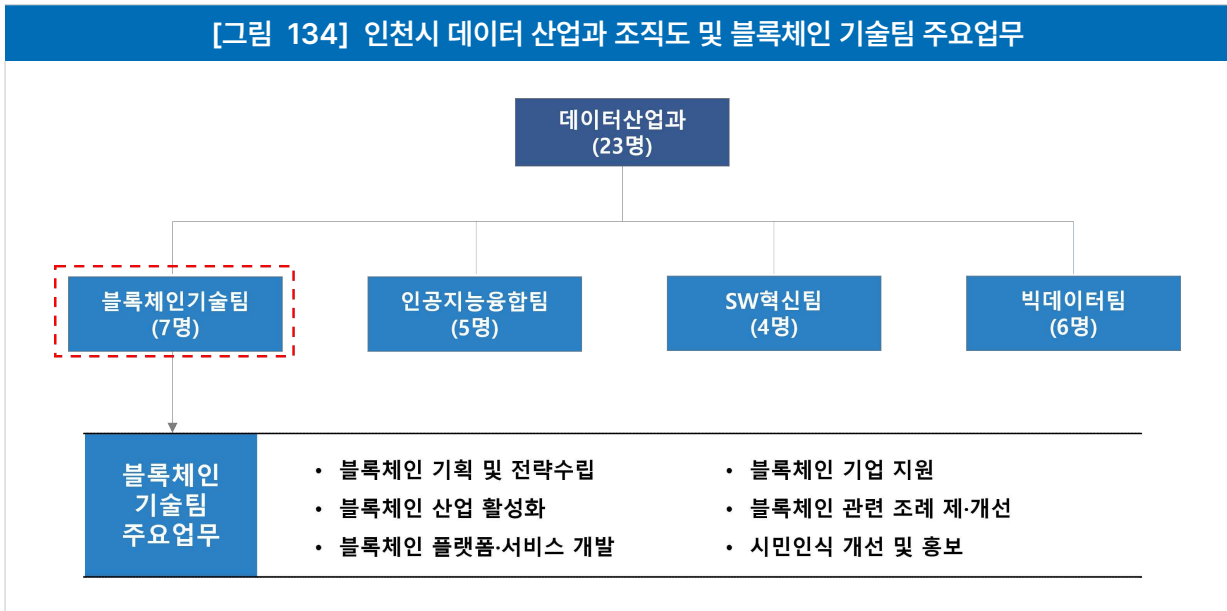 [그림 134] 인천시 데이터 산업과 조직도 및 블록체인 기술팀 주요업무
데이터산업과
(23명)
블록체인기술팀
(7명)
인공지능융합팀
(5명)
SW혁신팀
(4명)
빅데이터팀
(6명)
블록체인
기술팀
주요업무
• 블록체인 기획 및 전략수립
• 블록체인 산업 활성화
• 블록체인 플랫폼·서비스 개발
• 블록체인 기업 지원
• 블록체인 관련 조례 제·개선
• 시민인식 개선 및 홍보